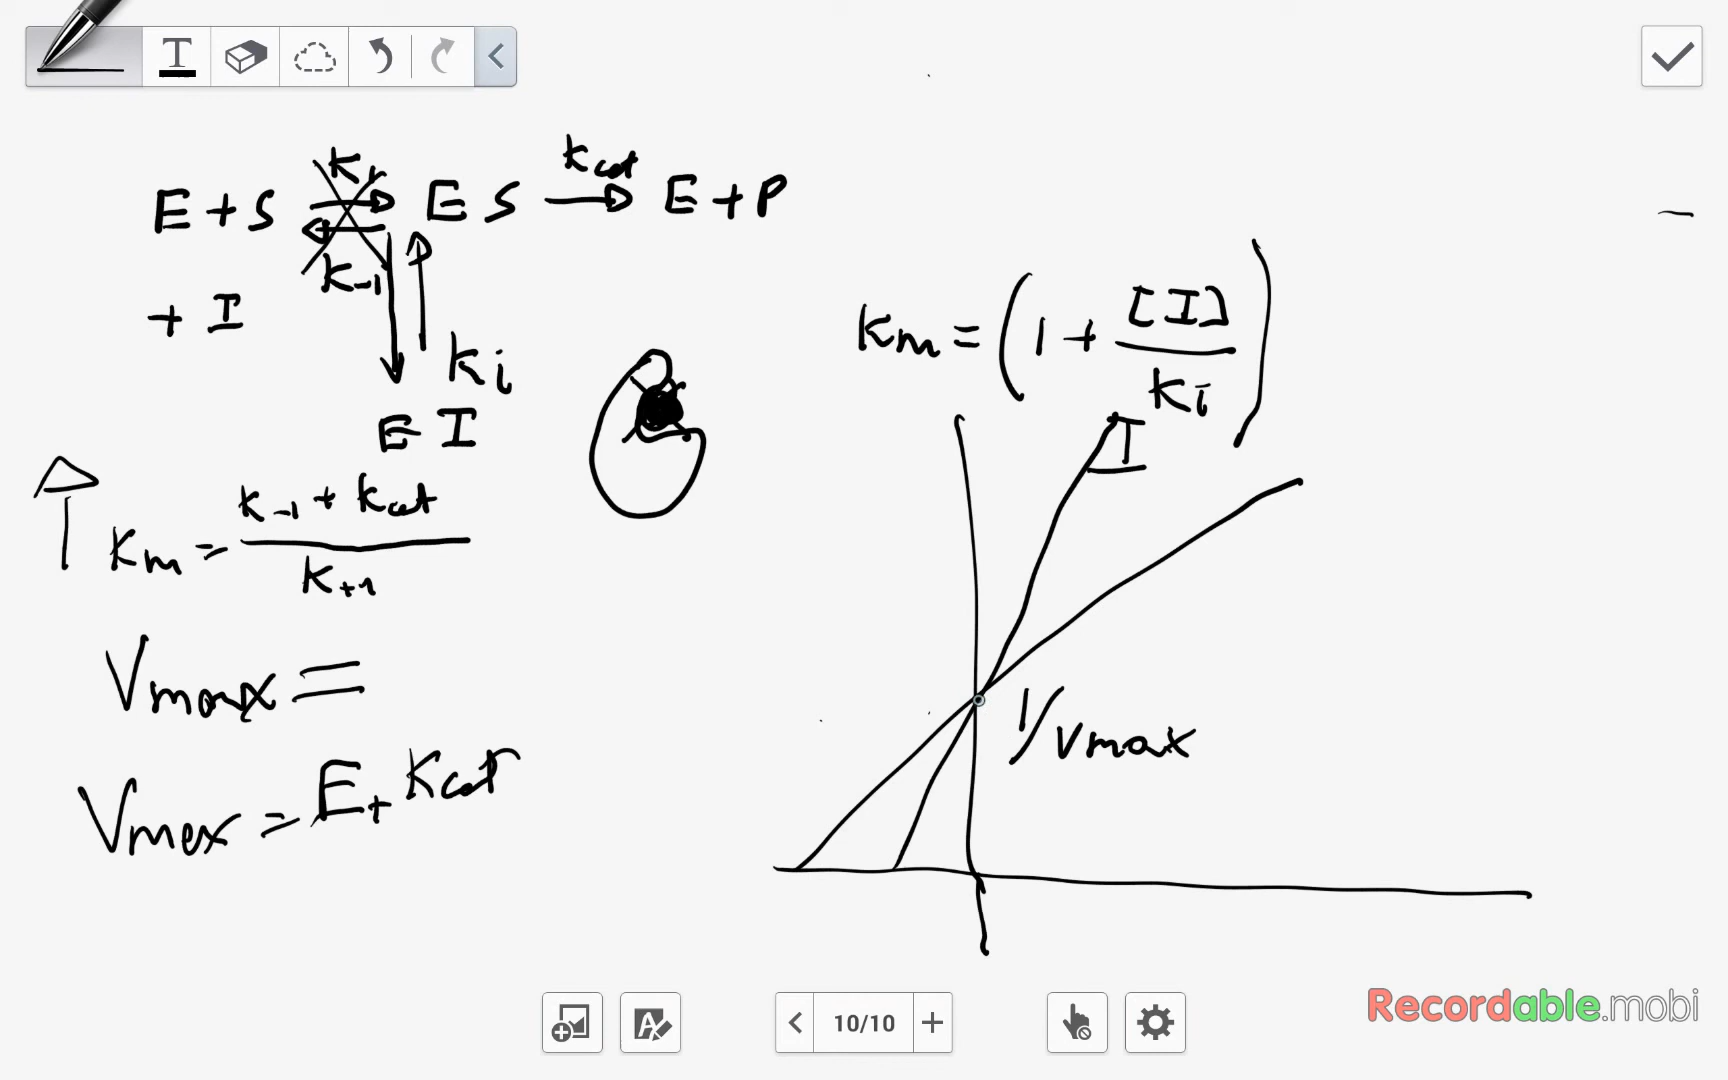 E + S K1 ES kcat E + P
k-1
+ I
Ki
EI
Km = (1 + [I]/Ki)
I
Km = k-1 + kcat / k+1
Vmax =
1/Vmax
Vmax = E+ Kcat
10/10
Recordable.mobi
T
A